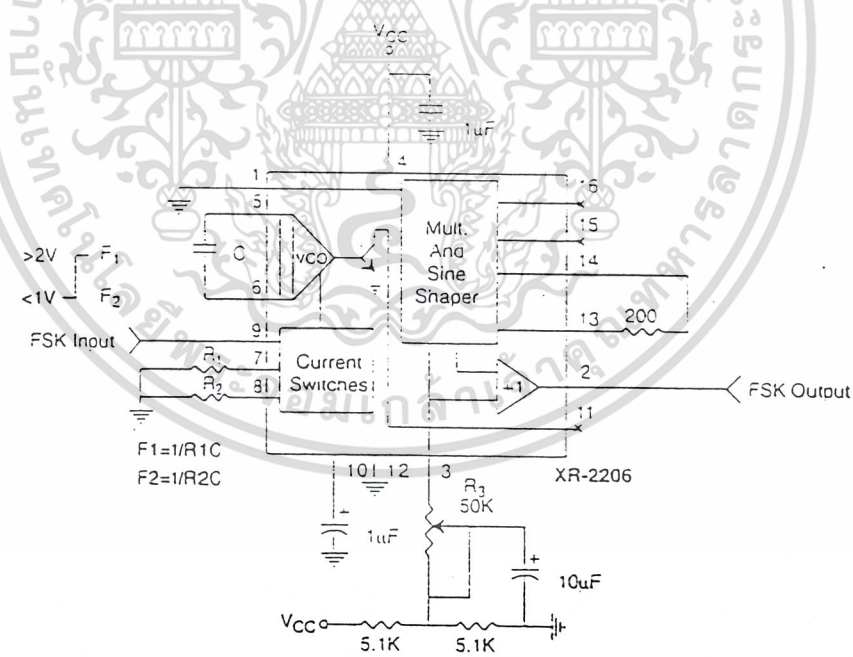 VCC
1uF
4
1
16
5
15
Mult.
And
Sine
Shaper
C
VCO
14
>2V
F1
<1V
F2
6
13
200
9
FSK Input
7
R1
Current
Switches
2
+1
FSK Output
8
R2
11
F1=1/R1C
F2=1/R2C
10
12
3
XR-2206
R3
50K
+
1uF
+
10uF
VCC
5.1K
5.1K